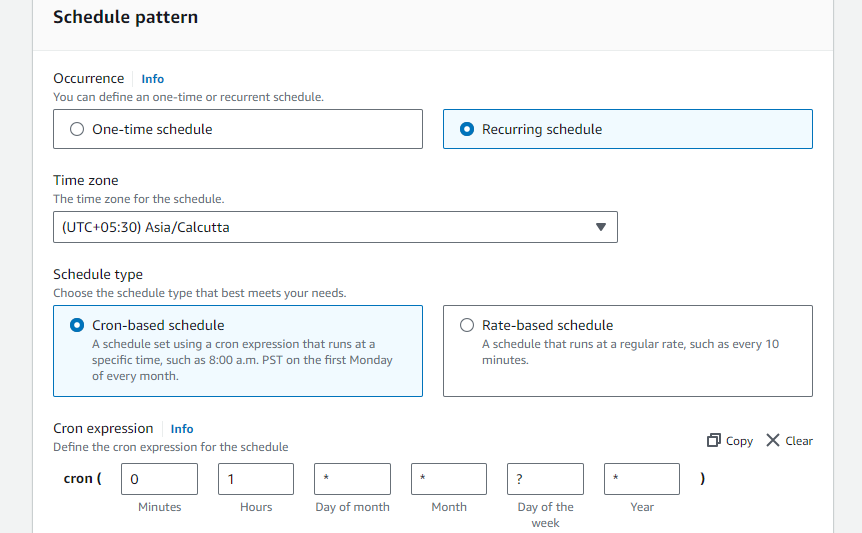 Schedule pattern
Occurrence Info
You can define an one-time or recurrent schedule.
One-time schedule
Recurring schedule
Time zone
The time zone for the schedule.
(UTC+05:30) Asia/Calcutta
Schedule type
Choose the schedule type that best meets your needs.
Cron-based schedule
A schedule set using a cron expression that runs at a
specific time, such as 8:00 a.m. PST on the first Monday
of every month.
Rate-based schedule
A schedule that runs at a regular rate, such as every 10
minutes.
Cron expression Info
Define the cron expression for the schedule
Copy Clear
cron ( 0 1 * * ? * )
Minutes Hours Day of month Month Day of the Year
week